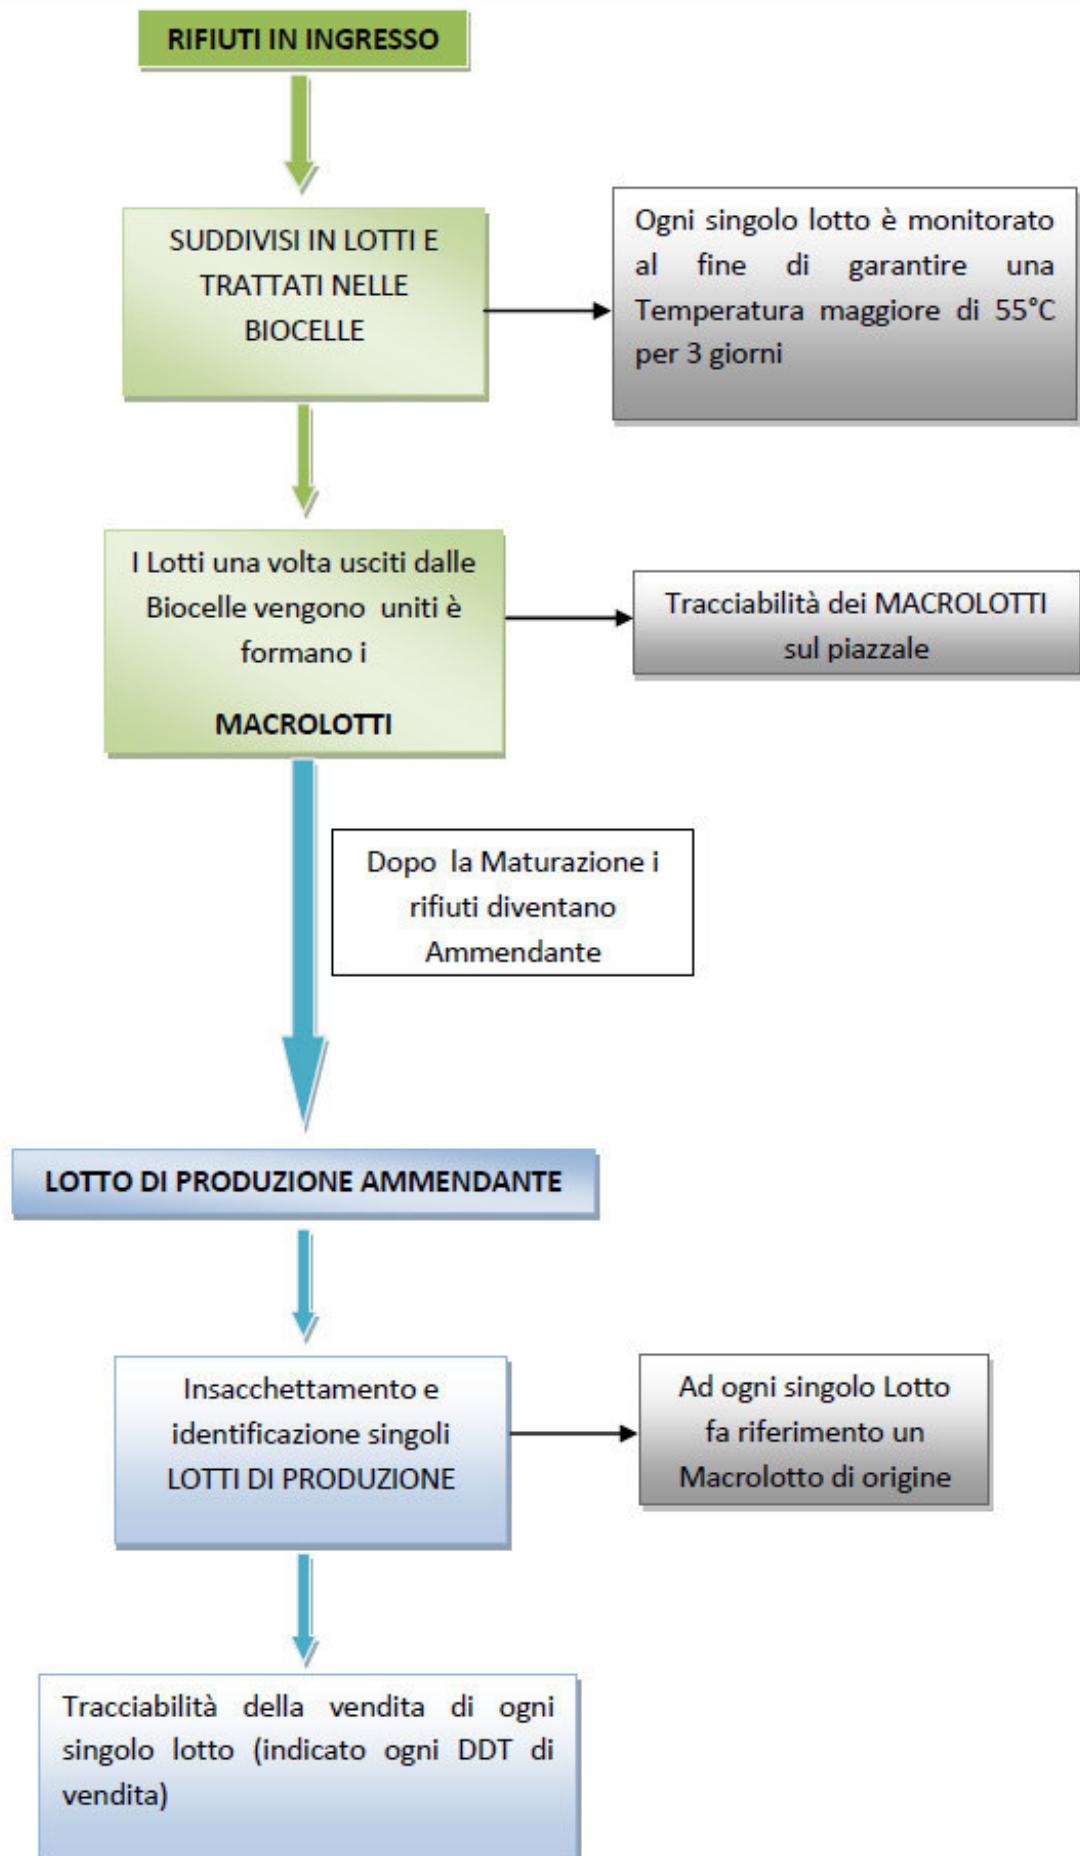 RIFIUTI IN INGRESSO
SUDDIVISI IN LOTTI E
TRATTATI NELLE
BIOCELLE
Ogni singolo lotto è monitorato
al fine di garantire una
Temperatura maggiore di 55°C
per 3 giorni
I Lotti una volta usciti dalle
Biocelle vengono uniti è
formano i
MACROLOTTI
Tracciabilità dei MACROLOTTI
sul piazzale
Dopo la Maturazione i
rifiuti diventano
Ammendante
LOTTO DI PRODUZIONE AMMENDANTE
Insacchettamento e
identificazione singoli
LOTTI DI PRODUZIONE
Ad ogni singolo Lotto
fa riferimento un
Macrolotto di origine
Tracciabilità della vendita di ogni
singolo lotto (indicato ogni DDT di
vendita)